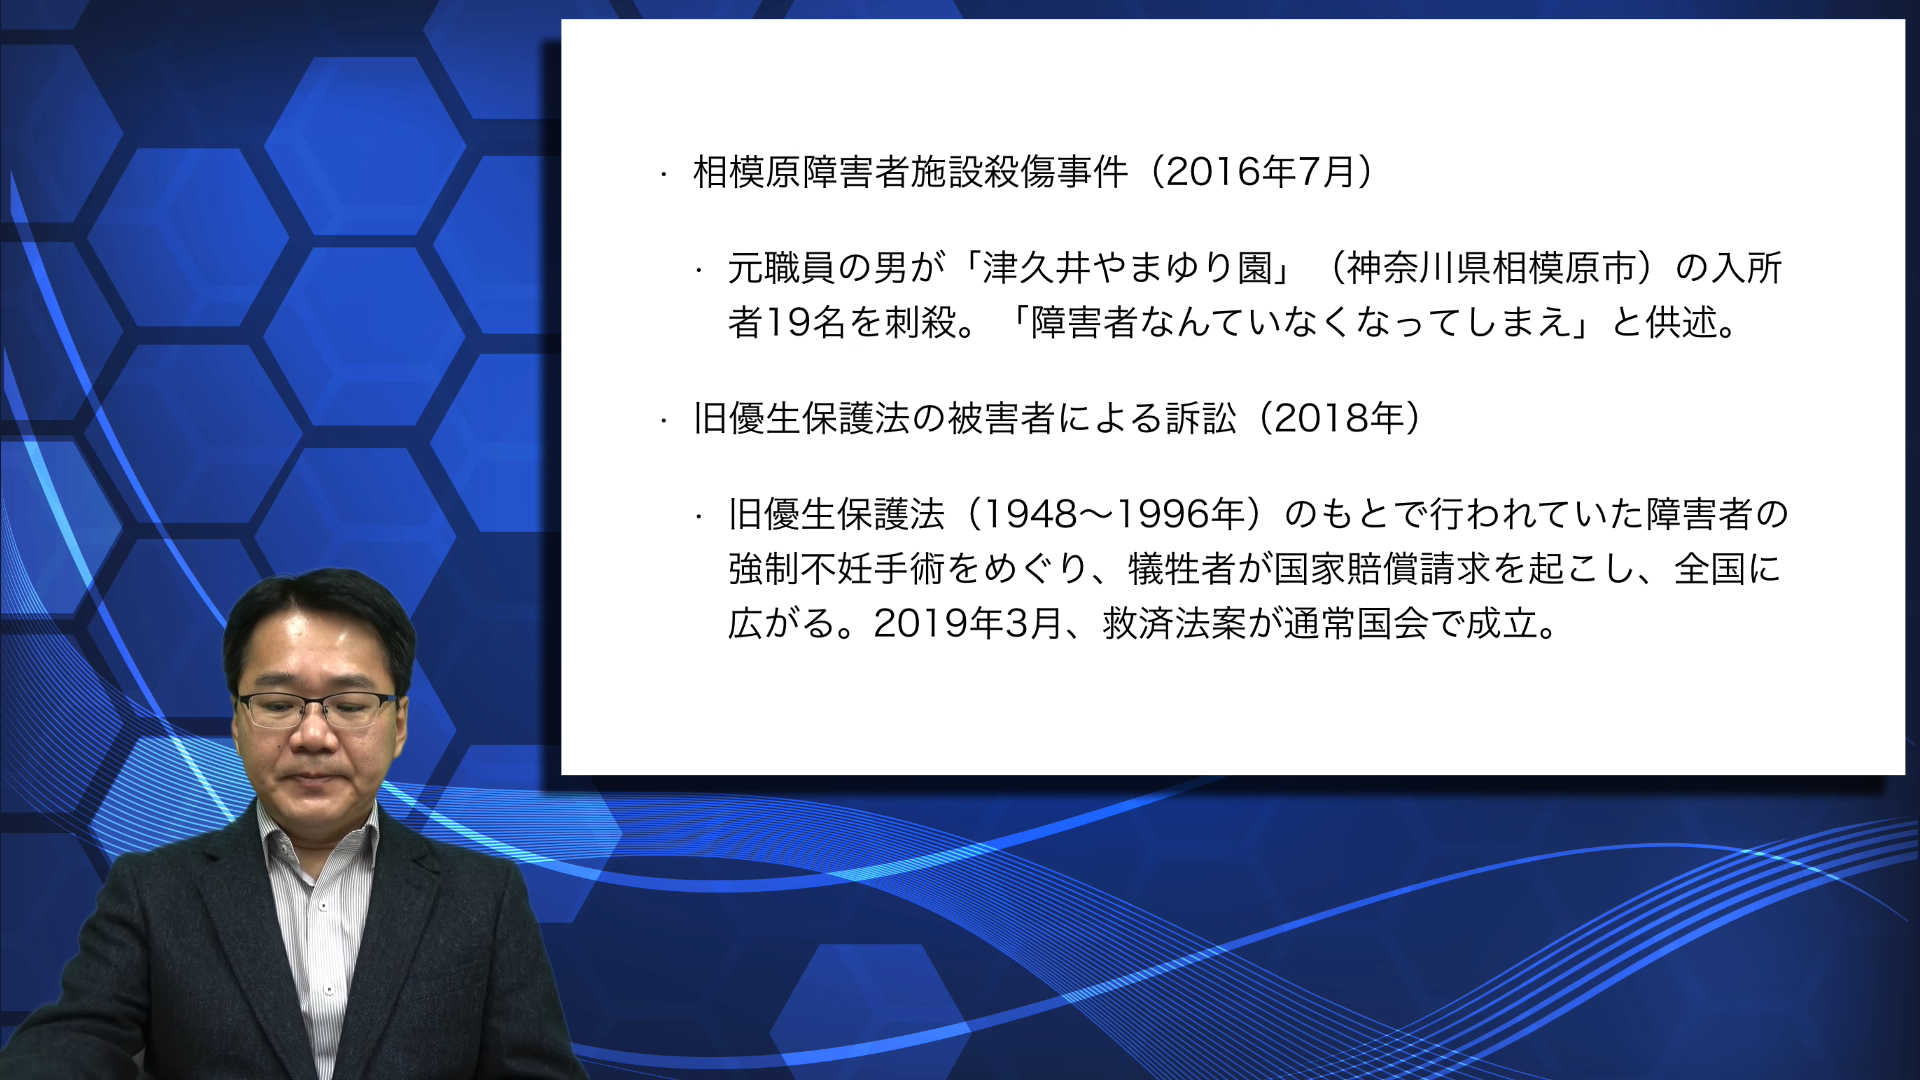 ・ 相模原障害者施設殺傷事件（2016年7月）
・ 元職員の男が「津久井やまゆり園」（神奈川県相模原市）の入所
者19名を刺殺。「障害者なんていなくなってしまえ」と供述。
・ 旧優生保護法の被害者による訴訟（2018年）
・ 旧優生保護法（1948〜1996年）のもとで行われていた障害者の
強制不妊手術をめぐり、犠牲者が国家賠償請求を起こし、全国に
広がる。2019年3月、救済法案が通常国会で成立。